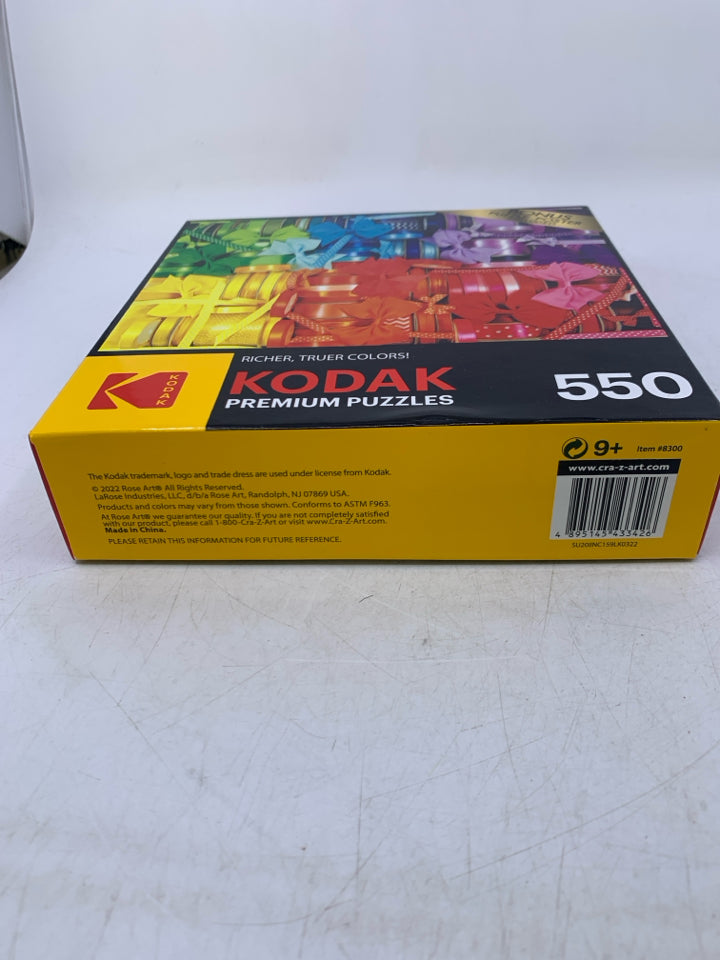 BONUS
POSTER
RICHER, TRUER COLORS!
KODAK
KODAK
PREMIUM PUZZLES
550
9+ Item #8300
www.cra-z-art.com
4 895145 433426
SU20JINC159LK0322
The Kodak trademark, logo and trade dress are used under license from Kodak.
© 2022 Rose Art® All Rights Reserved.
LaRose Industries, LLC, d/b/a Rose Art, Randolph, NJ 07869 USA.
Products and colors may vary from those shown. Conforms to ASTM F963.
At Rose Art® we guarantee our quality. If you are not completely satisfied
with our product, please call 1-800-Cra-Z-Art or visit www.Cra-Z-Art.com.
Made in China.
PLEASE RETAIN THIS INFORMATION FOR FUTURE REFERENCE.